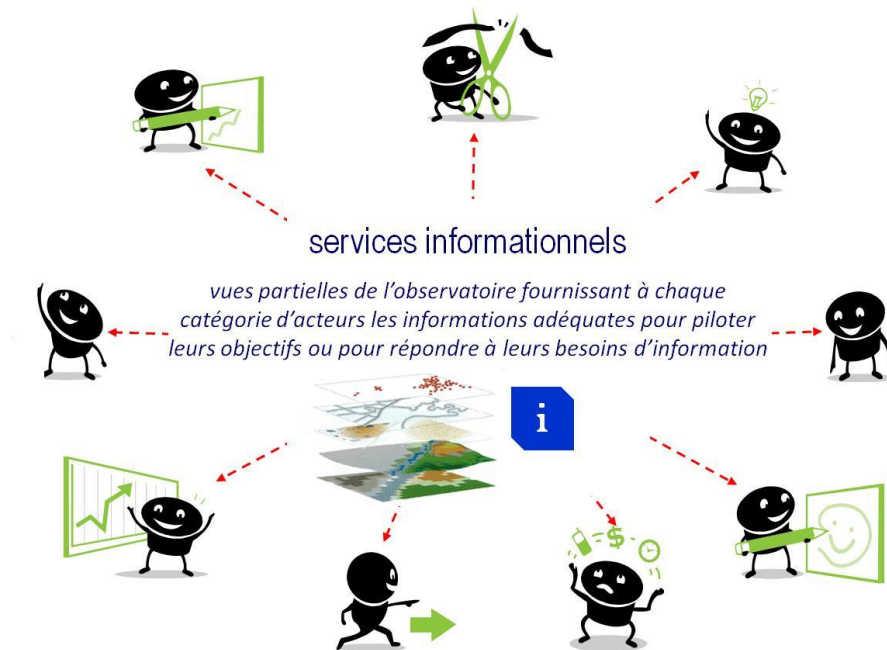 services informationnels
vues partielles de l’observatoire fournissant à chaque
catégorie d’acteurs les informations adéquates pour piloter
leurs objectifs ou pour répondre à leurs besoins d’information
i
= $ =